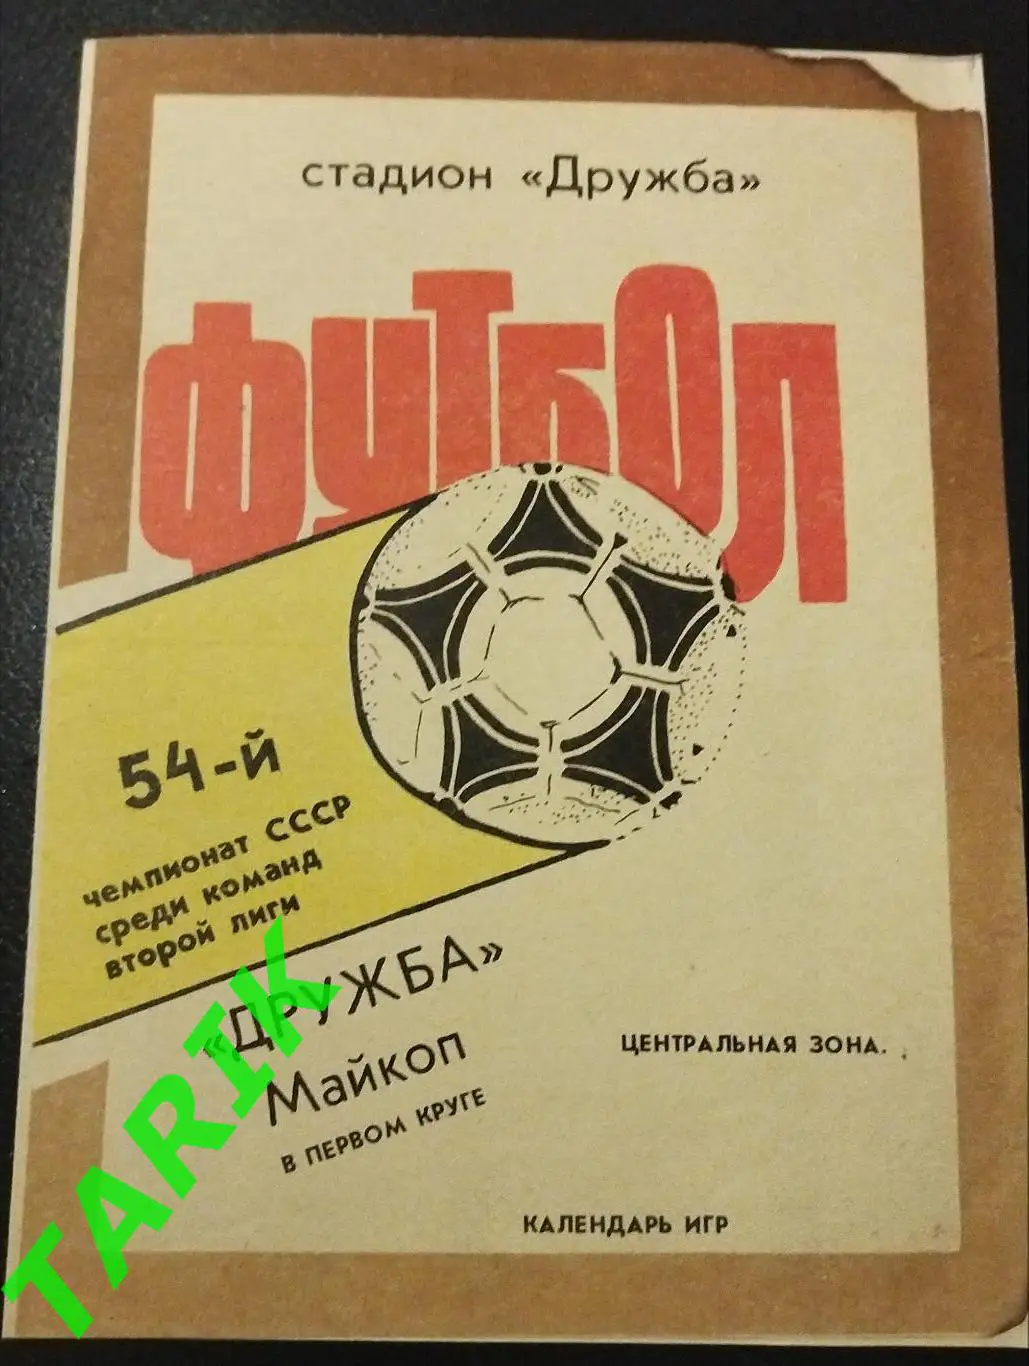 стадион «Дружба»
ФУТБОЛ
54-й
чемпионат СССР
среди команд
второй лиги
«ДРУЖБА»
Майкоп
В ПЕРВОМ КРУГЕ
ЦЕНТРАЛЬНАЯ ЗОНА.
КАЛЕНДАРЬ ИГР
TARIK